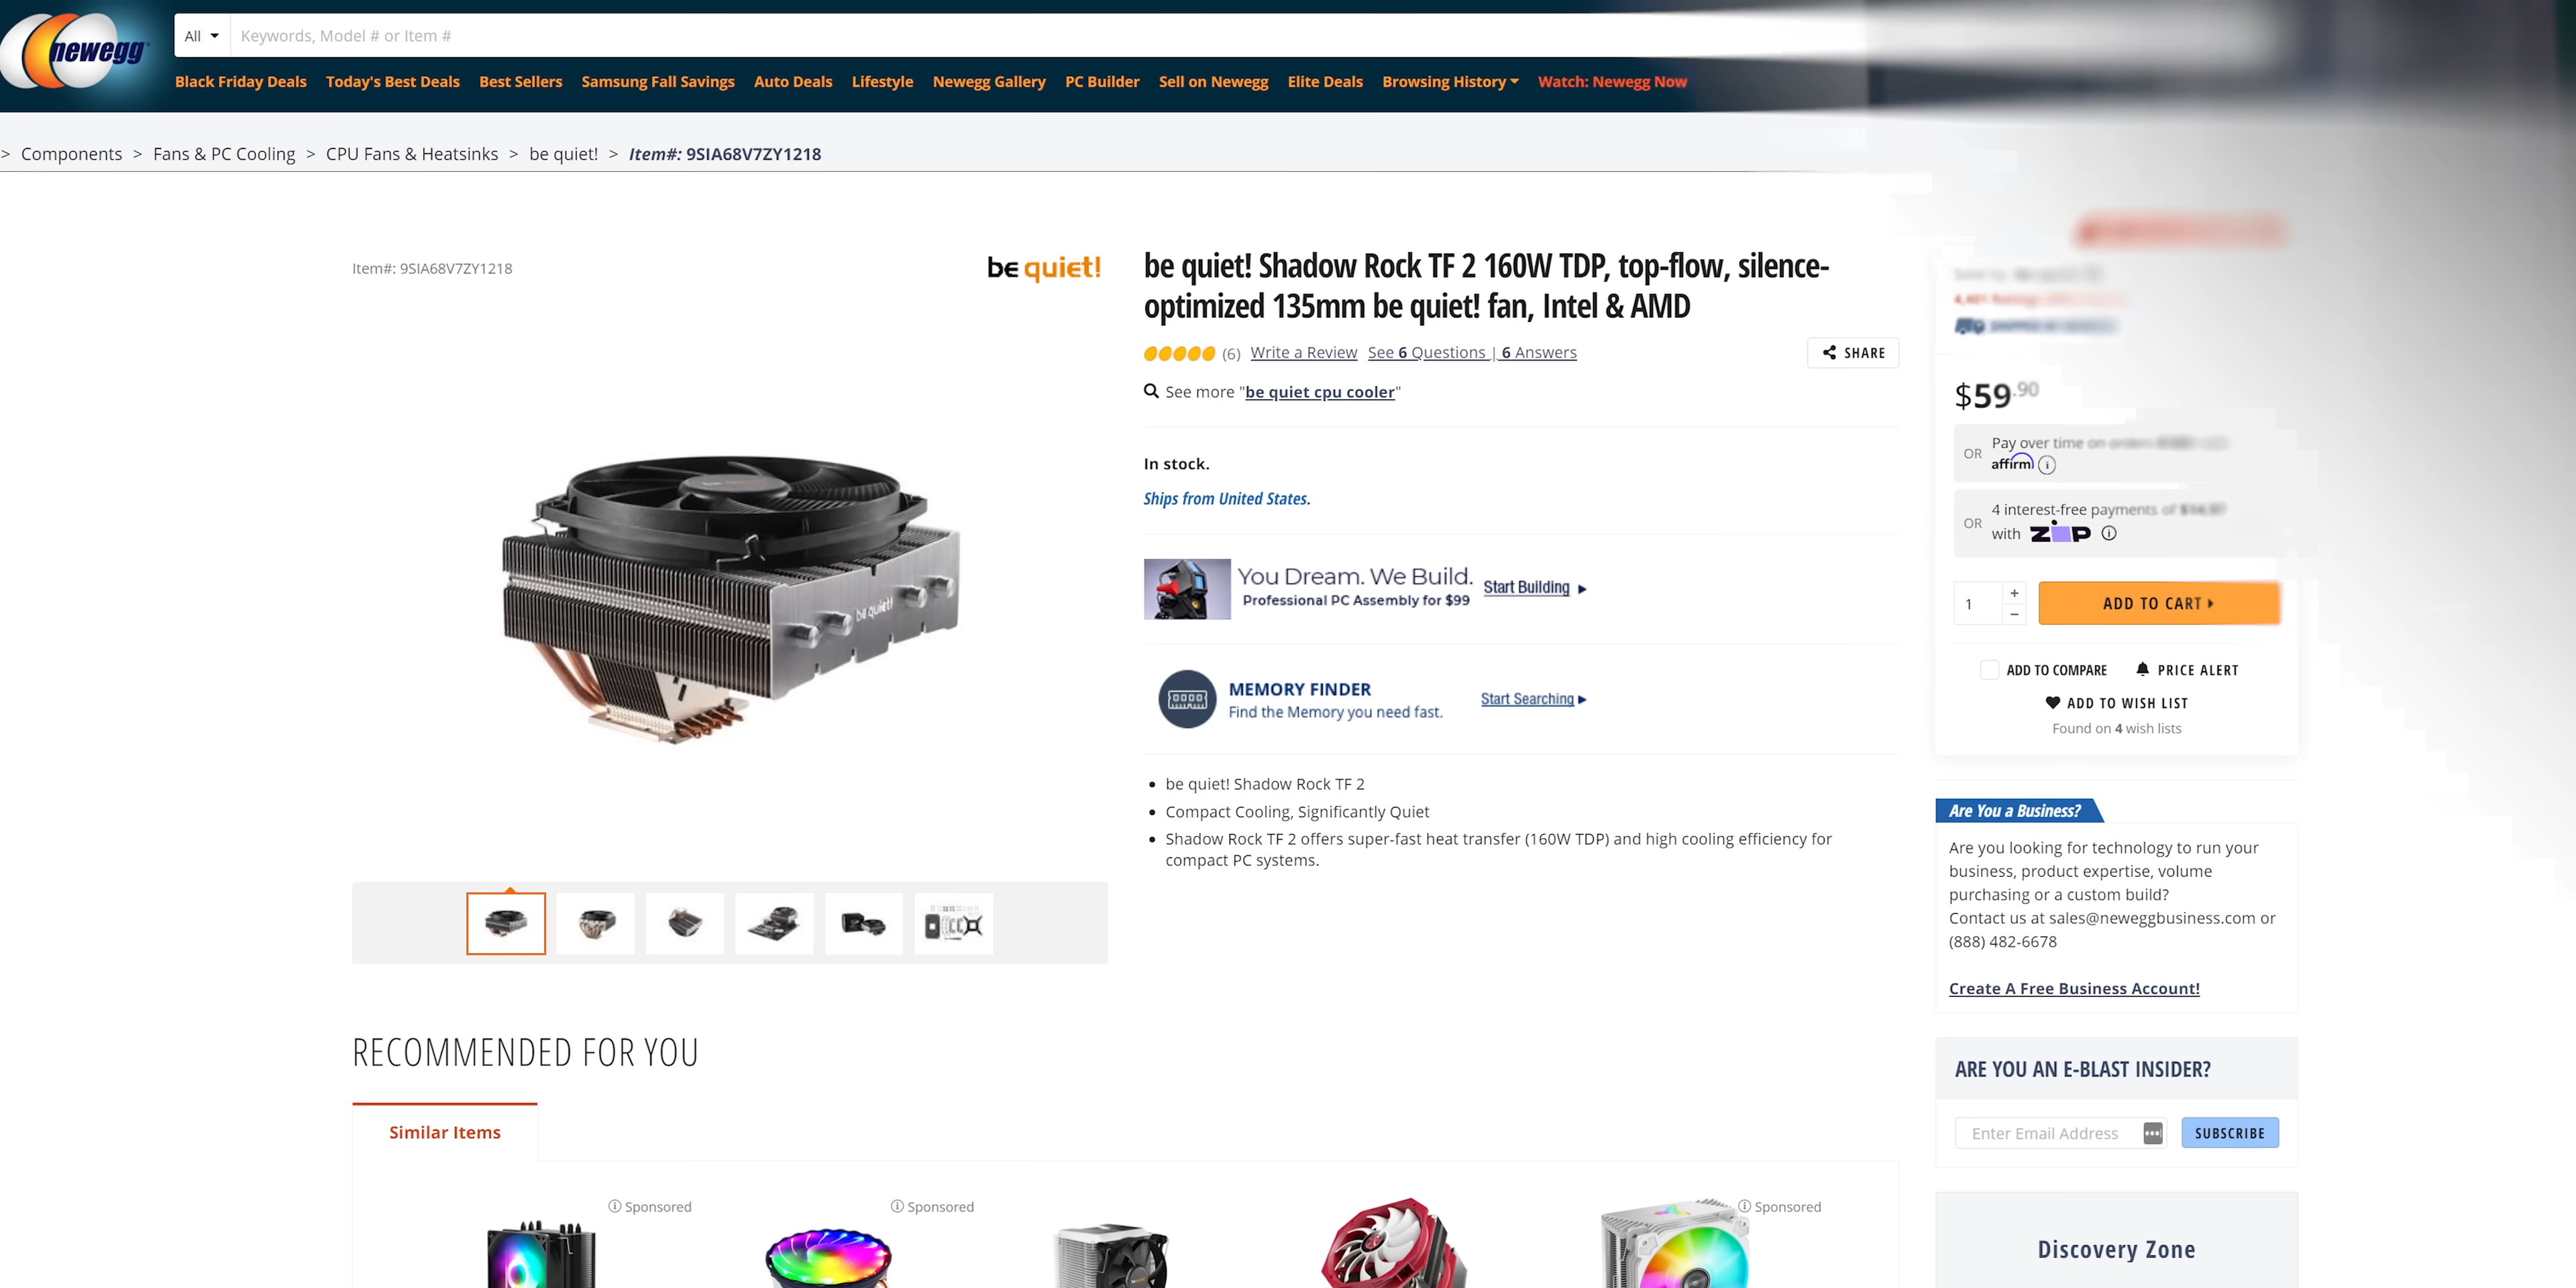 newegg
All
Keywords, Model # or Item #
Black Friday Deals Today's Best Deals Best Sellers Samsung Fall Savings Auto Deals Lifestyle Newegg Gallery PC Builder Sell on Newegg Elite Deals Browsing History Watch: Newegg Now
> Components > Fans & PC Cooling > CPU Fans & Heatsinks > be quiet! > Item#: 9SIA68V7ZY1218
Item#: 9SIA68V7ZY1218
be quiet!
be quiet!
be quiet! Shadow Rock TF 2 160W TDP, top-flow, silence-
optimized 135mm be quiet! fan, Intel & AMD
(6) Write a Review See 6 Questions | 6 Answers
SHARE
See more "be quiet cpu cooler"
In stock.
Ships from United States.
You Dream. We Build.
Professional PC Assembly for $99
Start Building
MEMORY FINDER
Find the Memory you need fast.
Start Searching
• be quiet! Shadow Rock TF 2
• Compact Cooling, Significantly Quiet
• Shadow Rock TF 2 offers super-fast heat transfer (160W TDP) and high cooling efficiency for
compact PC systems.
$59.90
OR
Pay over time on orders
affirm
OR
4 interest-free payments of
with ZIP
1 + -
ADD TO CART
ADD TO COMPARE
PRICE ALERT
ADD TO WISH LIST
Found on 4 wish lists
Are You a Business?
Are you looking for technology to run your
business, product expertise, volume
purchasing or a custom build?
Contact us at sales@neweggbusiness.com or
(888) 482-6678
Create A Free Business Account!
ARE YOU AN E-BLAST INSIDER?
Enter Email Address
SUBSCRIBE
Discovery Zone
RECOMMENDED FOR YOU
Similar Items
Sponsored
Sponsored
Sponsored